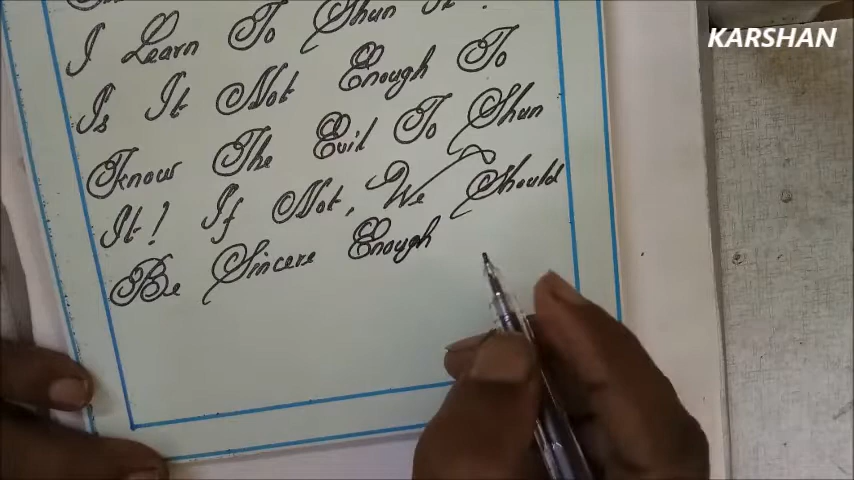 KARSHAN
I Learn To Shun It.
Is It Not Enough To
Know The Evil To Shun
It? If Not, We Should
Be Sincere Enough